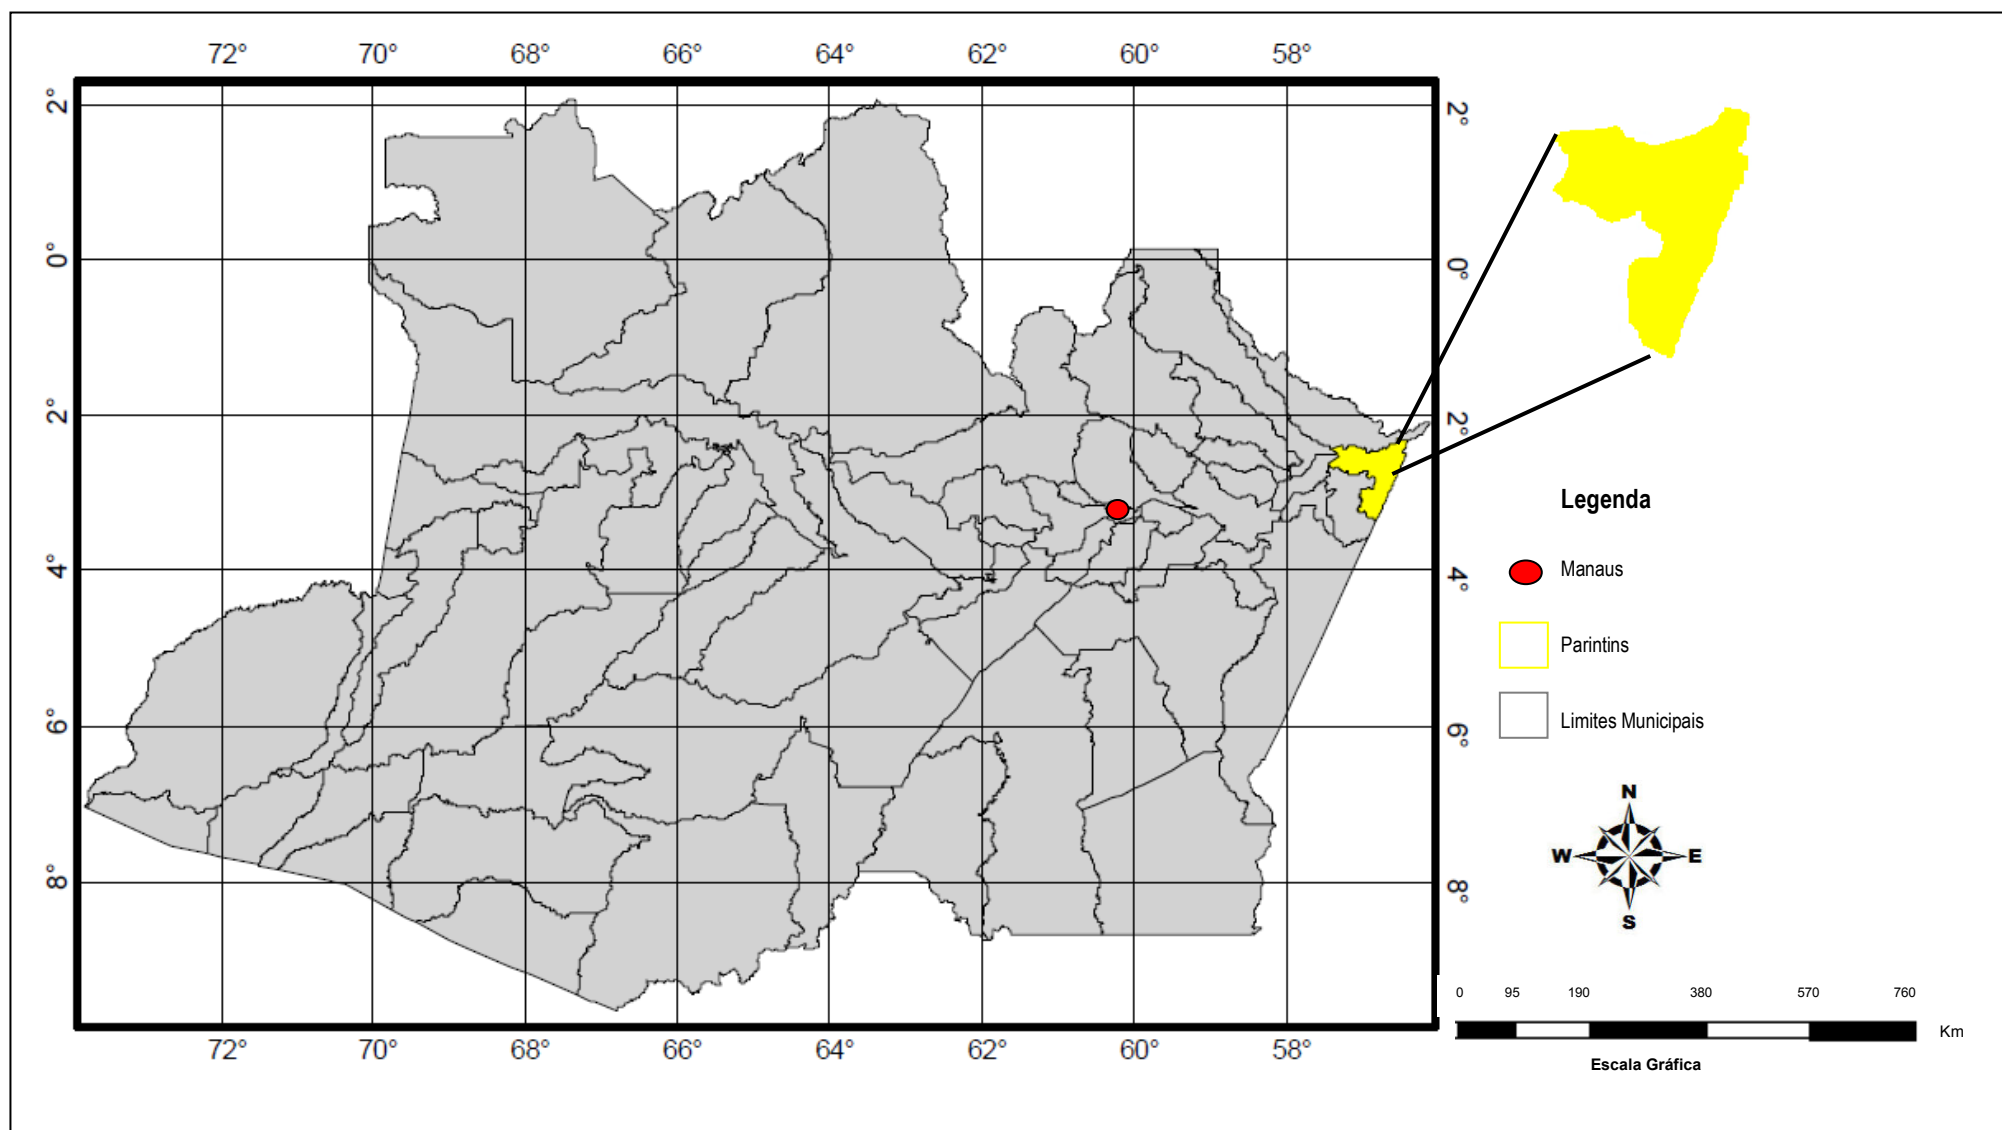 72° 70° 68° 66° 64° 62° 60° 58°
2° 2°
0° 0°
2° 2°
Legenda
Manaus
4° 4°
Parintins
Limites Municipais
6° 6°
N
W E
S
8° 8°
0 95 190 380 570 760
Km
72° 70° 68° 66° 64° 62° 60° 58°
Escala Gráfica